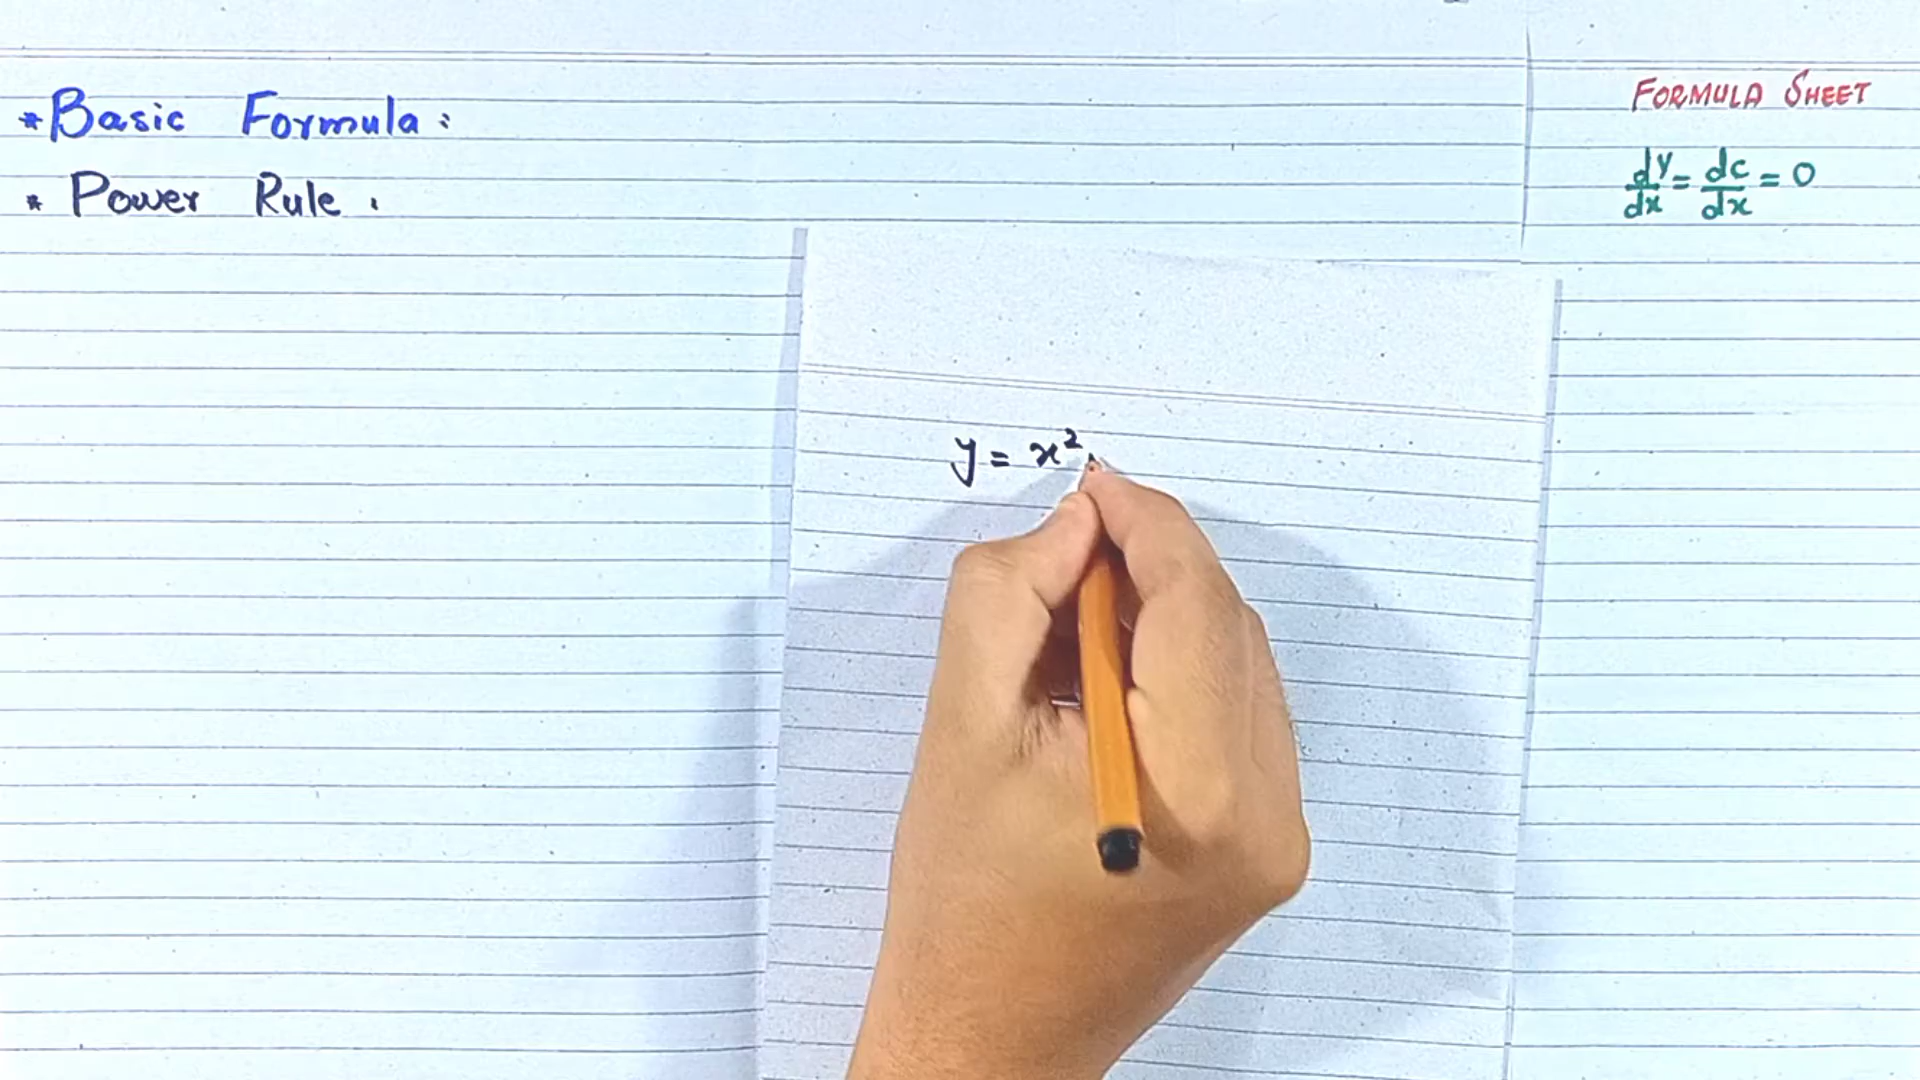 *Basic Formula:
* Power Rule.
y = x²
FORMULA SHEET
dy/dx = dc/dx = 0